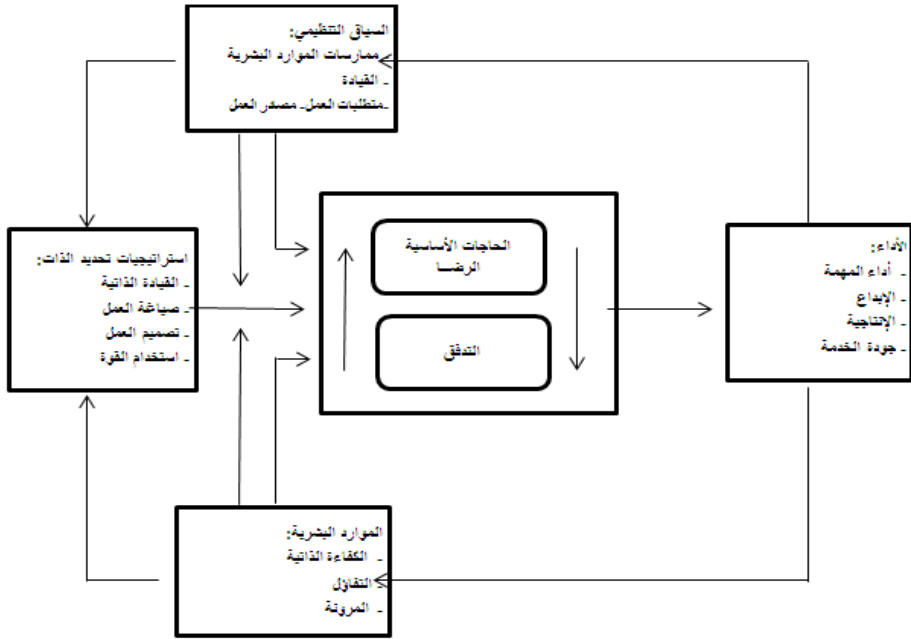 السياق التنظيمي:
- ممارسات الموارد البشرية
- القيادة
-متطلبات العمل- مصدر العمل
استراتيجيات تحديد الذات:
- القيادة الذاتية
- صياغة العمل
- تصميم العمل
- استخدام القوة
الحاجات الأساسية
الرضا
التدفق
الأداء:
- أداء المهمة
- الإبداع
- الإنتاجية
- جودة الخدمة
الموارد البشرية:
- الكفاءة الذاتية
- التفاؤل
- المرونة